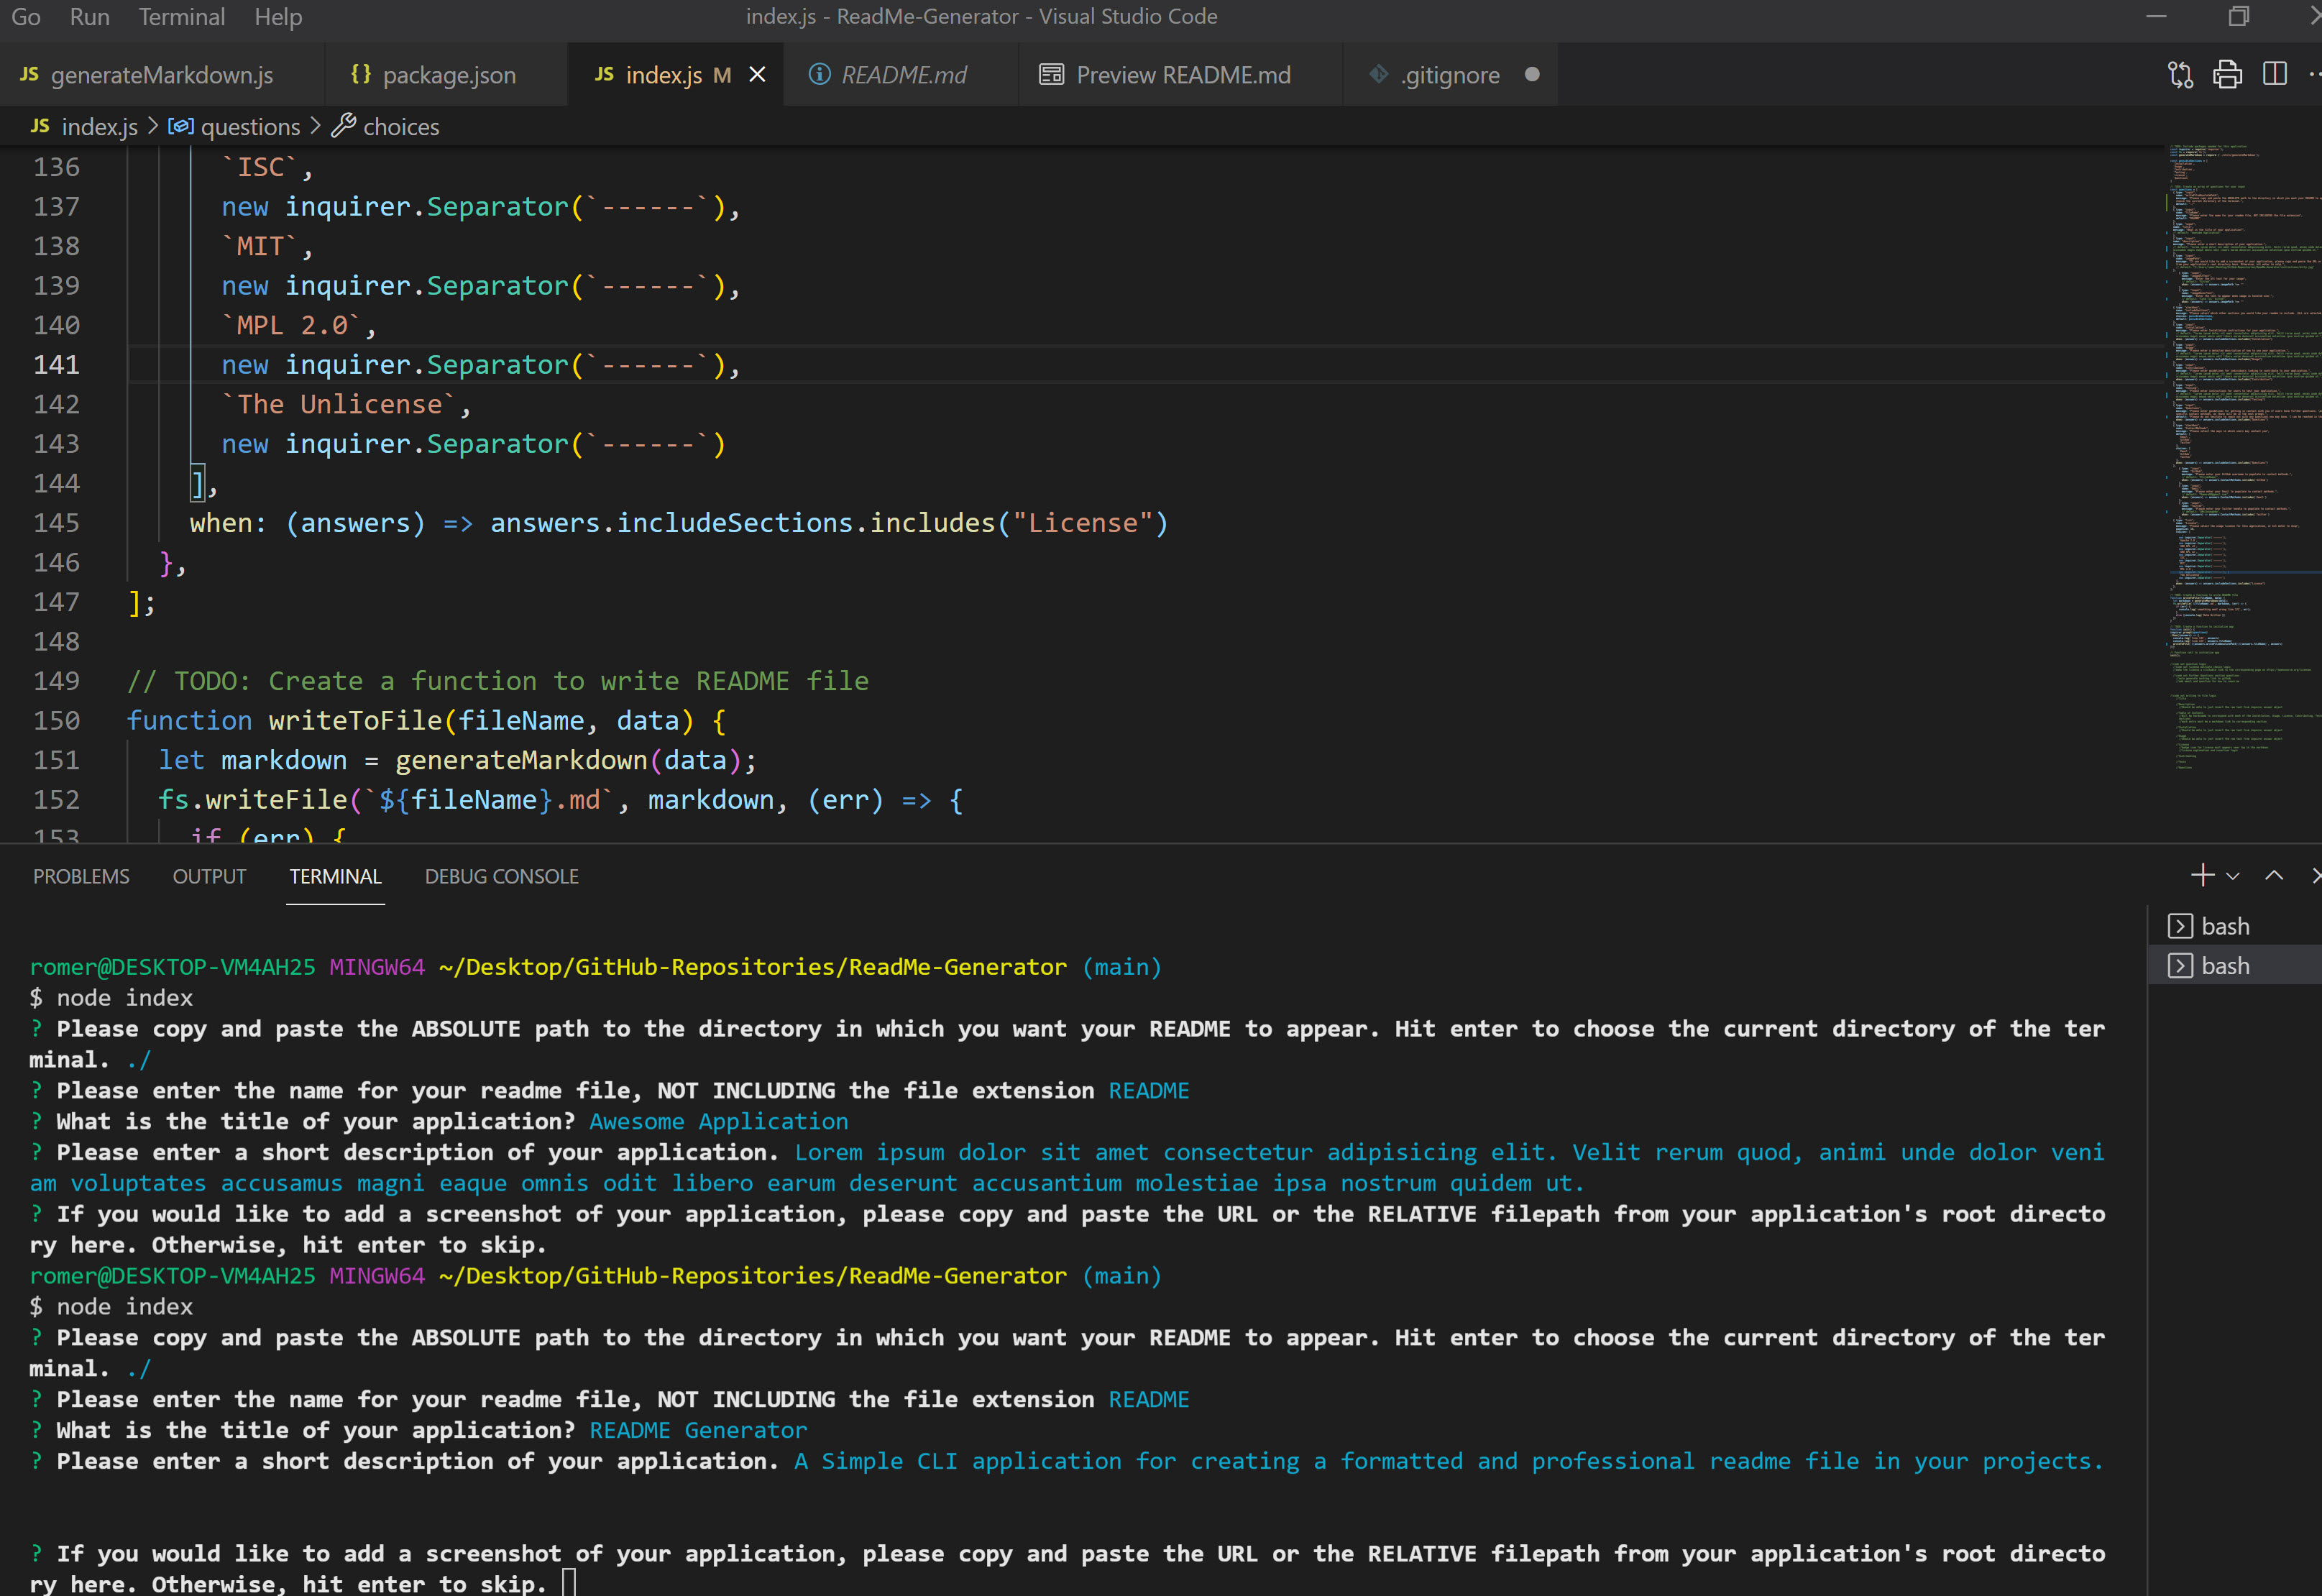 Go Run Terminal Help index.js - ReadMe-Generator - Visual Studio Code
JS generateMarkdown.js {} package.json JS index.js M README.md Preview README.md .gitignore
JS index.js > questions > choices
136 `ISC`,
137 new inquirer.Separator(`------`),
138 `MIT`,
139 new inquirer.Separator(`------`),
140 `MPL 2.0`,
141 new inquirer.Separator(`------`),
142 `The Unlicense`,
143 new inquirer.Separator(`------`)
144 ],
145 when: (answers) => answers.includeSections.includes("License")
146 },
147 ];
148
149 // TODO: Create a function to write README file
150 function writeToFile(fileName, data) {
151 let markdown = generateMarkdown(data);
152 fs.writeFile(`${fileName}.md`, markdown, (err) => {
153 if (err) {
PROBLEMS OUTPUT TERMINAL DEBUG CONSOLE
bash
bash
romer@DESKTOP-VM4AH25 MINGW64 ~/Desktop/GitHub-Repositories/ReadMe-Generator (main)
$ node index
? Please copy and paste the ABSOLUTE path to the directory in which you want your README to appear. Hit enter to choose the current directory of the ter
minal. ./
? Please enter the name for your readme file, NOT INCLUDING the file extension README
? What is the title of your application? Awesome Application
? Please enter a short description of your application. Lorem ipsum dolor sit amet consectetur adipisicing elit. Velit rerum quod, animi unde dolor veni
am voluptates accusamus magni eaque omnis odit libero earum deserunt accusantium molestiae ipsa nostrum quidem ut.
? If you would like to add a screenshot of your application, please copy and paste the URL or the RELATIVE filepath from your application's root directo
ry here. Otherwise, hit enter to skip.
romer@DESKTOP-VM4AH25 MINGW64 ~/Desktop/GitHub-Repositories/ReadMe-Generator (main)
$ node index
? Please copy and paste the ABSOLUTE path to the directory in which you want your README to appear. Hit enter to choose the current directory of the ter
minal. ./
? Please enter the name for your readme file, NOT INCLUDING the file extension README
? What is the title of your application? README Generator
? Please enter a short description of your application. A Simple CLI application for creating a formatted and professional readme file in your projects.
? If you would like to add a screenshot of your application, please copy and paste the URL or the RELATIVE filepath from your application's root directo
ry here. Otherwise, hit enter to skip.